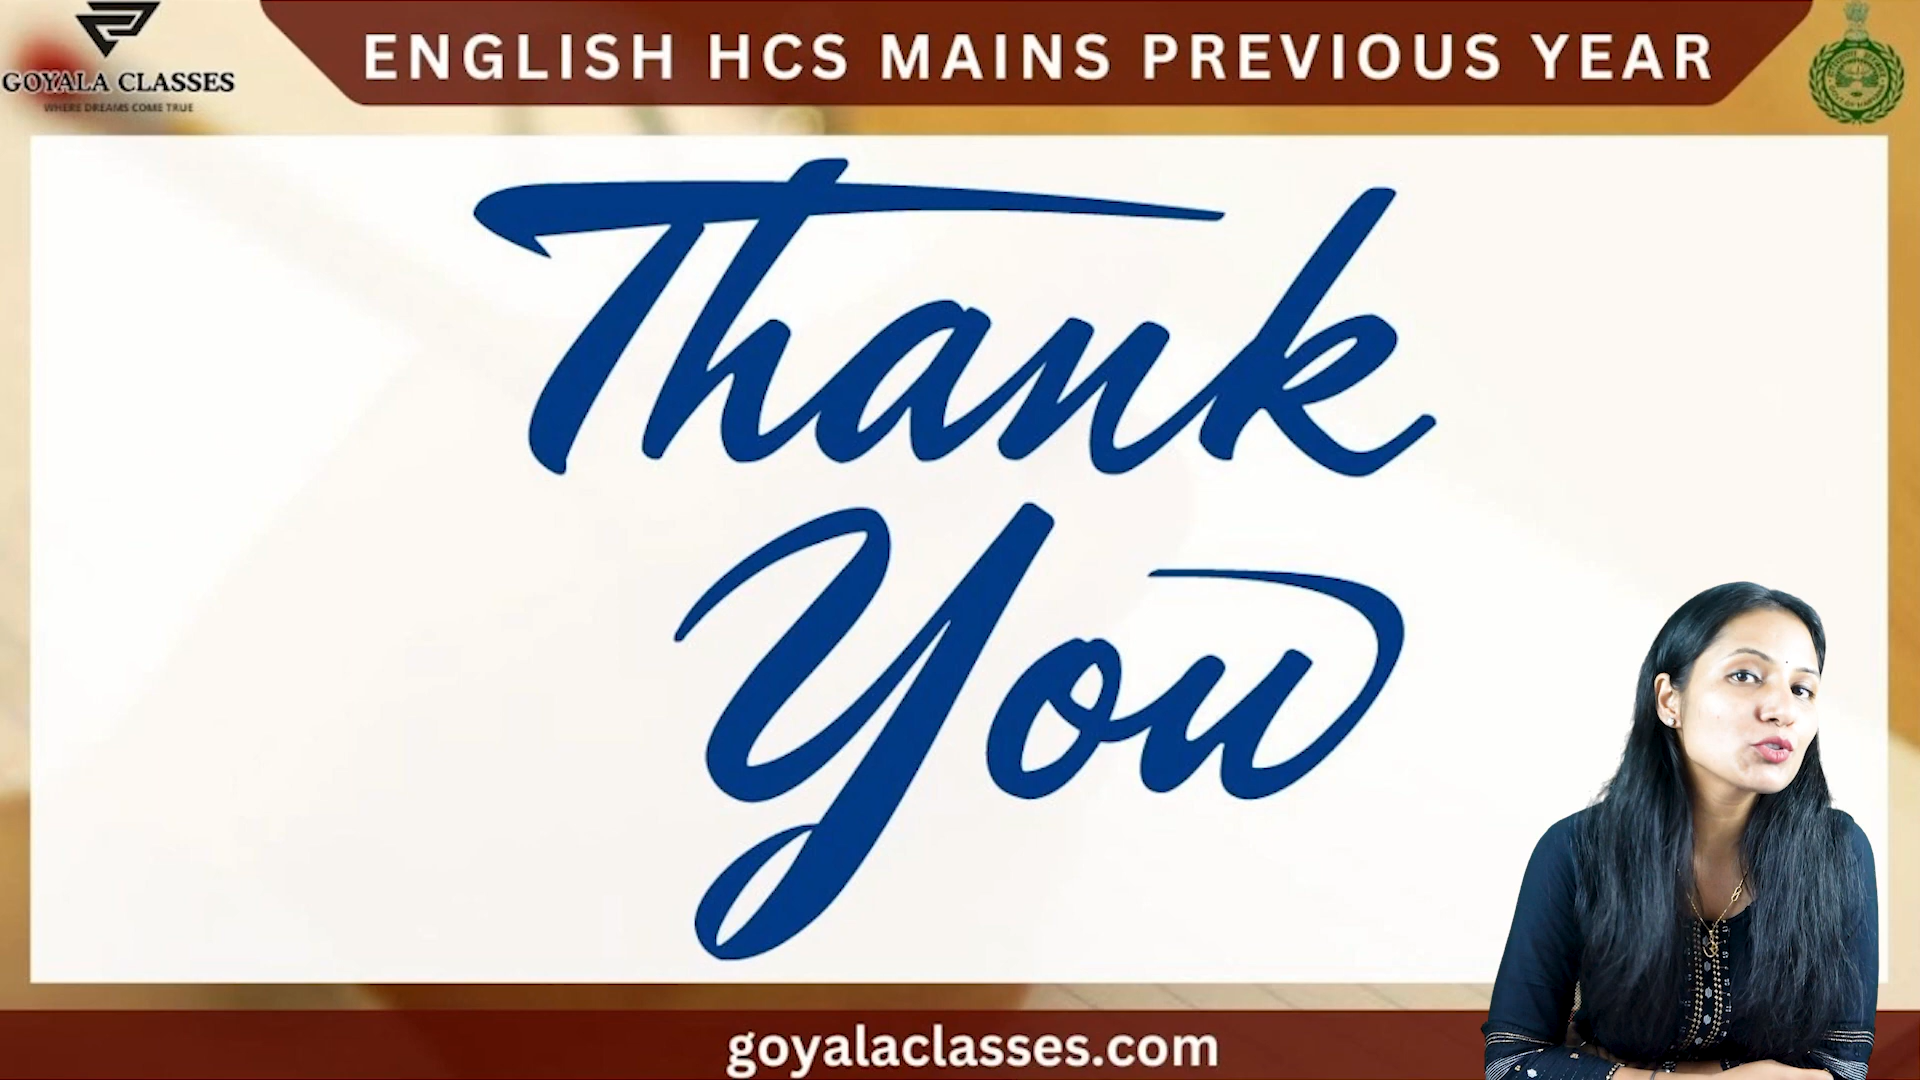 ENGLISH HCS MAINS PREVIOUS YEAR
GOYALA CLASSES
WHERE DREAMS COME TRUE
Thank
You
goyalaclasses.com